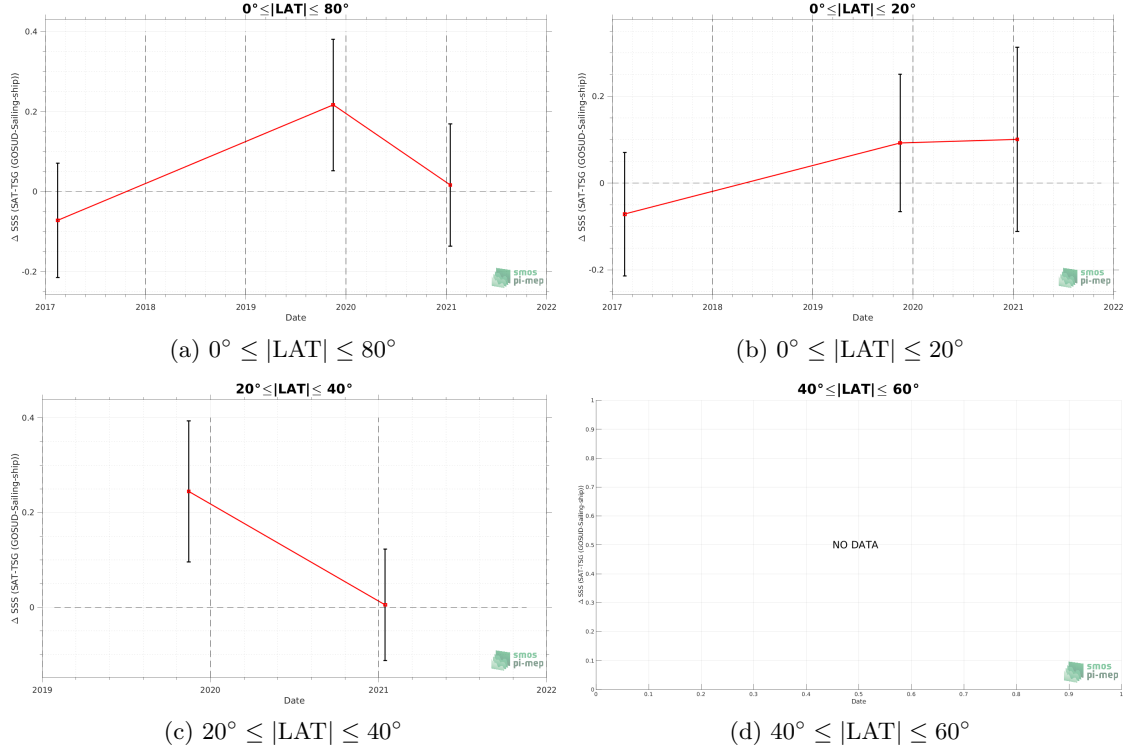 0°≤|LAT|≤ 80°
Δ SSS (SAT-TSG (GOSUD-Sailing-ship))
0.4
0.2
0
-0.2
2017 2018 2019 2020 2021 2022
Date
smos
pi-mep
(a) 0° ≤ |LAT| ≤ 80°
0°≤|LAT|≤ 20°
Δ SSS (SAT-TSG (GOSUD-Sailing-ship))
0.2
0
-0.2
2017 2018 2019 2020 2021 2022
Date
smos
pi-mep
(b) 0° ≤ |LAT| ≤ 20°
20°≤|LAT|≤ 40°
Δ SSS (SAT-TSG (GOSUD-Sailing-ship))
0.4
0.2
0
2019 2020 2021 2022
Date
smos
pi-mep
(c) 20° ≤ |LAT| ≤ 40°
40°≤|LAT|≤ 60°
Δ SSS (SAT-TSG (GOSUD-Sailing-ship))
1
0.9
0.8
0.7
0.6
0.5
0.4
0.3
0.2
0.1
0
NO DATA
0 0.1 0.2 0.3 0.4 0.5 0.6 0.7 0.8 0.9 1
Date
smos
pi-mep
(d) 40° ≤ |LAT| ≤ 60°